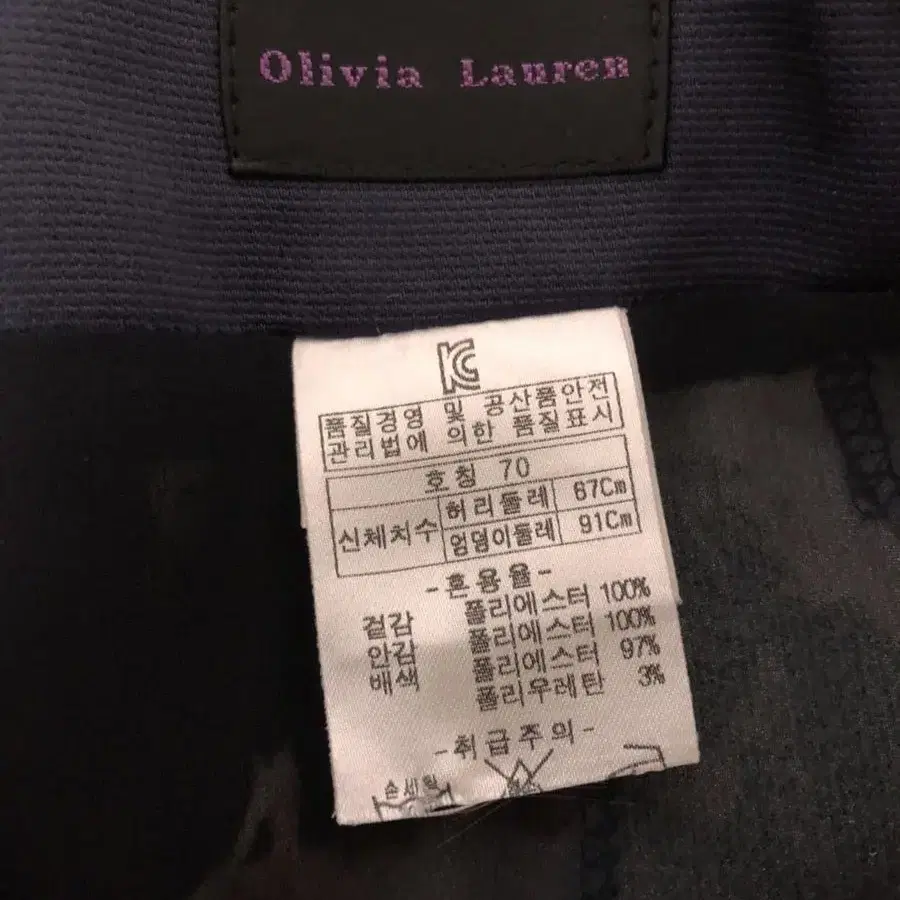 Olivia Lauren
품질경영 및 공산품안전
관리법에 의한 품질표시
호칭 70
신체치수 허리둘레 67Cm
엉덩이둘레 91Cm
-혼용율-
겉감 폴리에스터 100%
안감 폴리에스터 100%
배색 폴리에스터 97%
폴리우레탄 3%
-취급주의-
손세탁